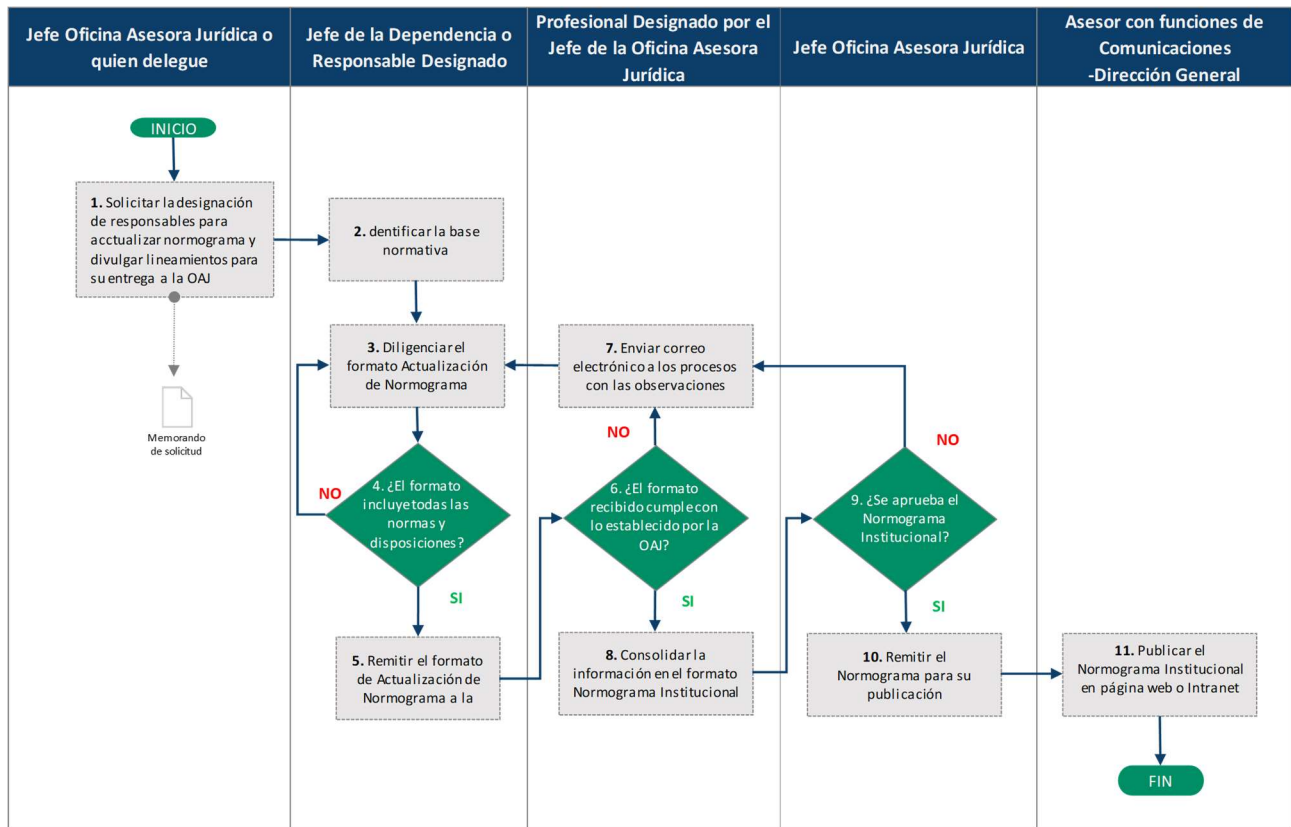 Jefe Oficina Asesora Jurídica o
quien delegue
Jefe de la Dependencia o
Responsable Designado
Profesional Designado por el
Jefe de la Oficina Asesora
Jurídica
Jefe Oficina Asesora Jurídica
Asesor con funciones de
Comunicaciones
-Dirección General
INICIO
1. Solicitar la designación
de responsables para
acctualizar normograma y
divulgar lineamientos para
su entrega a la OAJ
Memorando
de solicitud
2. dentificar la base
normativa
3. Diligenciar el
formato Actualización
de Normograma
4. ¿El formato
incluye todas las
normas y
disposiciones?
NO
SI
5. Remitir el formato
de Actualización de
Normograma a la
7. Enviar correo
electrónico a los procesos
con las observaciones
NO
6. ¿El formato
recibido cumple con
lo establecido por la
OAJ?
SI
8. Consolidar la
información en el formato
Normograma Institucional
NO
9. ¿Se aprueba el
Normograma
Institucional?
SI
10. Remitir el
Normograma para su
publicación
11. Publicar el
Normograma Institucional
en página web o Intranet
FIN